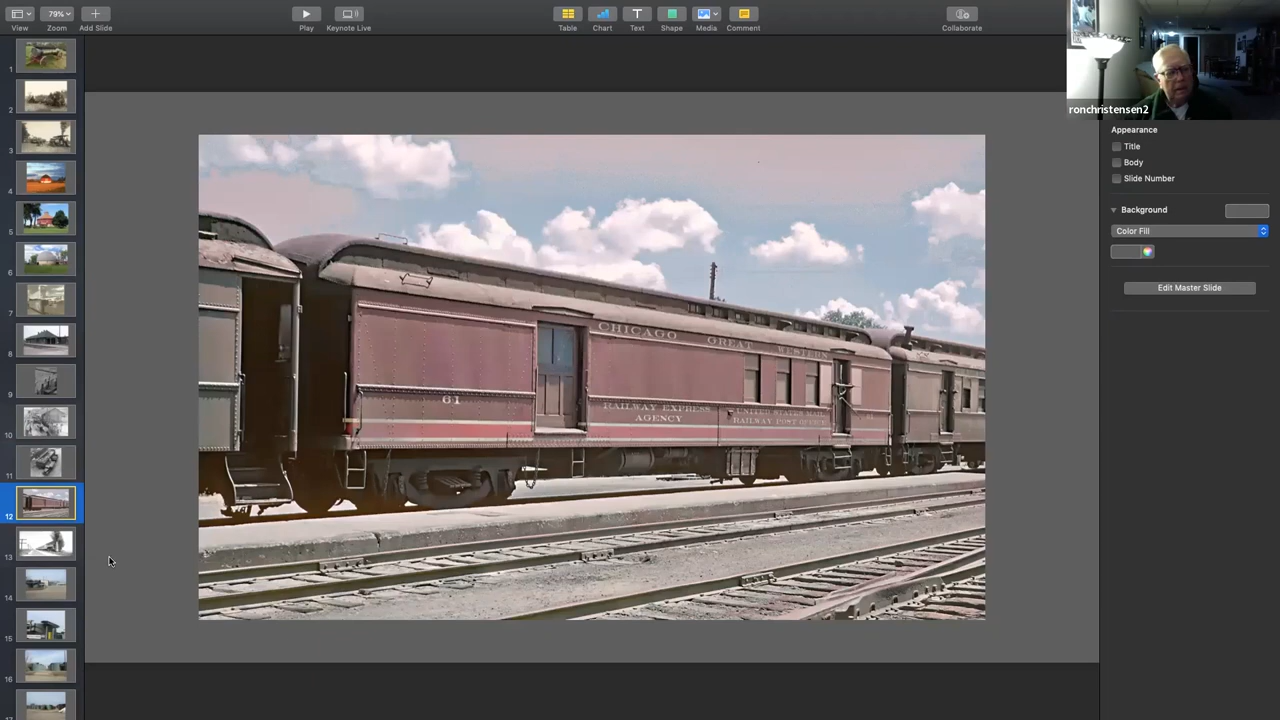 View
79%
Zoom
Add Slide
Play
Keynote Live
Table
Chart
Text
Shape
Media
Comment
Collaborate
ronchristensen2
Appearance
Title
Body
Slide Number
Background
Color Fill
Edit Master Slide
1
2
3
4
5
6
7
8
9
10
11
12
13
14
15
16
CHICAGO GREAT WESTERN
61
RAILWAY EXPRESS
AGENCY
UNITED STATES MAIL
RAILWAY POST OFFICE